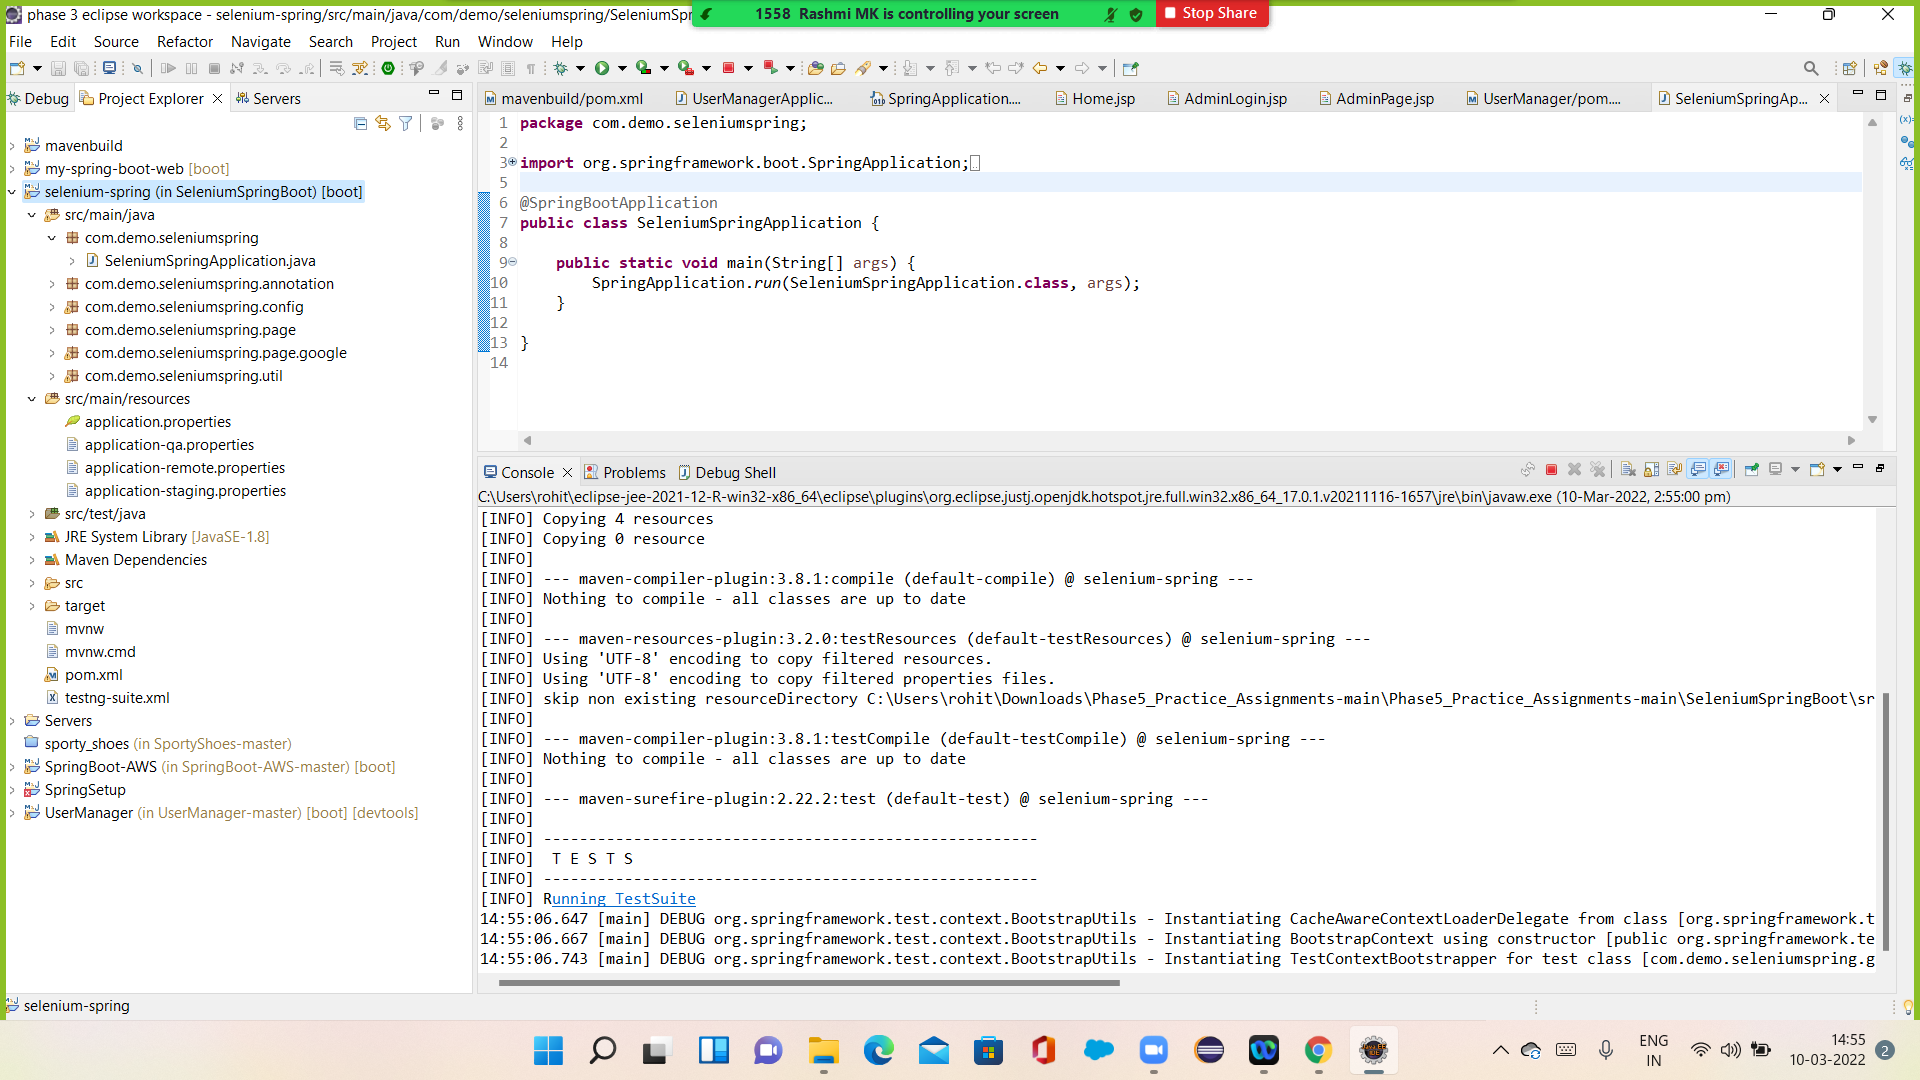 phase 3 eclipse workspace - selenium-spring/src/main/java/com/demo/seleniumspring/SeleniumSpr
1558 Rashmi MK is controlling your screen
Stop Share
File Edit Source Refactor Navigate Search Project Run Window Help
Debug Project Explorer Servers
mavenbuild/pom.xml UserManagerApplic... SpringApplication.... Home.jsp AdminLogin.jsp AdminPage.jsp UserManager/pom.... SeleniumSpringAp...
mavenbuild
my-spring-boot-web [boot]
selenium-spring (in SeleniumSpringBoot) [boot]
src/main/java
com.demo.seleniumspring
SeleniumSpringApplication.java
com.demo.seleniumspring.annotation
com.demo.seleniumspring.config
com.demo.seleniumspring.page
com.demo.seleniumspring.page.google
com.demo.seleniumspring.util
src/main/resources
application.properties
application-qa.properties
application-remote.properties
application-staging.properties
src/test/java
JRE System Library [JavaSE-1.8]
Maven Dependencies
src
target
mvnw
mvnw.cmd
pom.xml
testng-suite.xml
Servers
sporty_shoes (in SportyShoes-master)
SpringBoot-AWS (in SpringBoot-AWS-master) [boot]
SpringSetup
UserManager (in UserManager-master) [boot] [devtools]
1 package com.demo.seleniumspring;
2
3 import org.springframework.boot.SpringApplication;
5
6 @SpringBootApplication
7 public class SeleniumSpringApplication {
8
9 public static void main(String[] args) {
10 SpringApplication.run(SeleniumSpringApplication.class, args);
11 }
12
13 }
14
Console Problems Debug Shell
C:\Users\rohit\eclipse-jee-2021-12-R-win32-x86_64\eclipse\plugins\org.eclipse.justj.openjdk.hotspot.jre.full.win32.x86_64_17.0.1.v20211116-1657\jre\bin\javaw.exe (10-Mar-2022, 2:55:00 pm)
[INFO] Copying 4 resources
[INFO] Copying 0 resource
[INFO]
[INFO] --- maven-compiler-plugin:3.8.1:compile (default-compile) @ selenium-spring ---
[INFO] Nothing to compile - all classes are up to date
[INFO]
[INFO] --- maven-resources-plugin:3.2.0:testResources (default-testResources) @ selenium-spring ---
[INFO] Using 'UTF-8' encoding to copy filtered resources.
[INFO] Using 'UTF-8' encoding to copy filtered properties files.
[INFO] skip non existing resourceDirectory C:\Users\rohit\Downloads\Phase5_Practice_Assignments-main\Phase5_Practice_Assignments-main\SeleniumSpringBoot\sr
[INFO]
[INFO] --- maven-compiler-plugin:3.8.1:testCompile (default-testCompile) @ selenium-spring ---
[INFO] Nothing to compile - all classes are up to date
[INFO]
[INFO] --- maven-surefire-plugin:2.22.2:test (default-test) @ selenium-spring ---
[INFO]
[INFO] -------------------------------------------------------
[INFO]  T E S T S
[INFO] -------------------------------------------------------
[INFO] Running TestSuite
14:55:06.647 [main] DEBUG org.springframework.test.context.BootstrapUtils - Instantiating CacheAwareContextLoaderDelegate from class [org.springframework.t
14:55:06.667 [main] DEBUG org.springframework.test.context.BootstrapUtils - Instantiating BootstrapContext using constructor [public org.springframework.te
14:55:06.743 [main] DEBUG org.springframework.test.context.BootstrapUtils - Instantiating TestContextBootstrapper for test class [com.demo.seleniumspring.g
selenium-spring
ENG
IN
14:55
10-03-2022
2